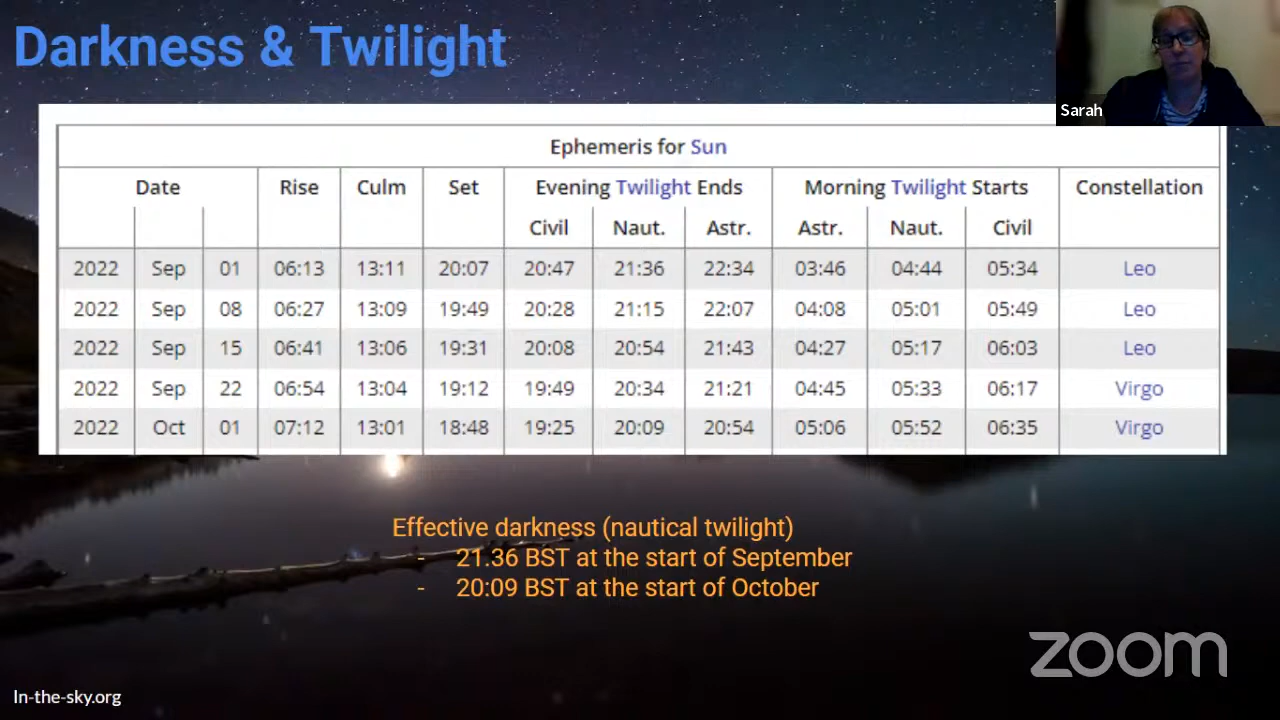 Darkness & Twilight
Sarah
Ephemeris for Sun
Date Rise Culm Set Evening Twilight Ends Morning Twilight Starts Constellation
Civil Naut. Astr. Astr. Naut. Civil
2022 Sep 01 06:13 13:11 20:07 20:47 21:36 22:34 03:46 04:44 05:34 Leo
2022 Sep 08 06:27 13:09 19:49 20:28 21:15 22:07 04:08 05:01 05:49 Leo
2022 Sep 15 06:41 13:06 19:31 20:08 20:54 21:43 04:27 05:17 06:03 Leo
2022 Sep 22 06:54 13:04 19:12 19:49 20:34 21:21 04:45 05:33 06:17 Virgo
2022 Oct 01 07:12 13:01 18:48 19:25 20:09 20:54 05:06 05:52 06:35 Virgo
Effective darkness (nautical twilight)
- 21.36 BST at the start of September
- 20:09 BST at the start of October
zoom
In-the-sky.org